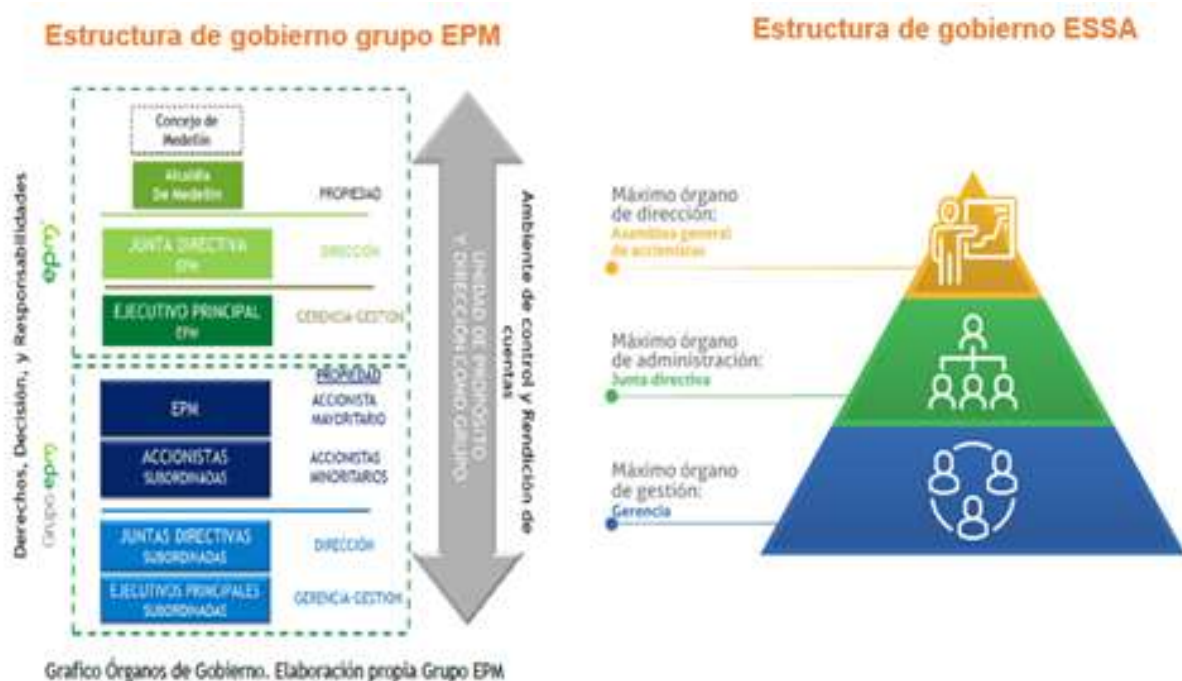 Estructura de gobierno grupo EPM
Derechos, Decisión, y Responsabilidades
epm
Grupo epm
Concejo de
Medellín
Alcaldía
De Medellín
PROPIEDAD
JUNTA DIRECTIVA
EPM
DIRECCIÓN
EJECUTIVO PRINCIPAL
EPM
GERENCIA-GESTION
PROPIEDAD
EPM
ACCIONISTA
MAYORITARIO
ACCIONISTAS
SUBORDINADAS
ACCIONISTAS
MINORITARIOS
JUNTAS DIRECTIVAS
SUBORDINADAS
DIRECCIÓN
EJECUTIVOS PRINCIPALES
SUBORDINADAS
GERENCIA-GESTION
UNIDAD DE PROPÓSITO
Y DIRECCIÓN COMO GRUPO
Ambiente de control y Rendición de
cuentas
Grafico Órganos de Gobierno. Elaboración propia Grupo EPM
Estructura de gobierno ESSA
Máximo órgano
de dirección:
Asamblea general
de accionistas
Máximo órgano
de administración:
Junta directiva
Máximo órgano
de gestión:
Gerencia